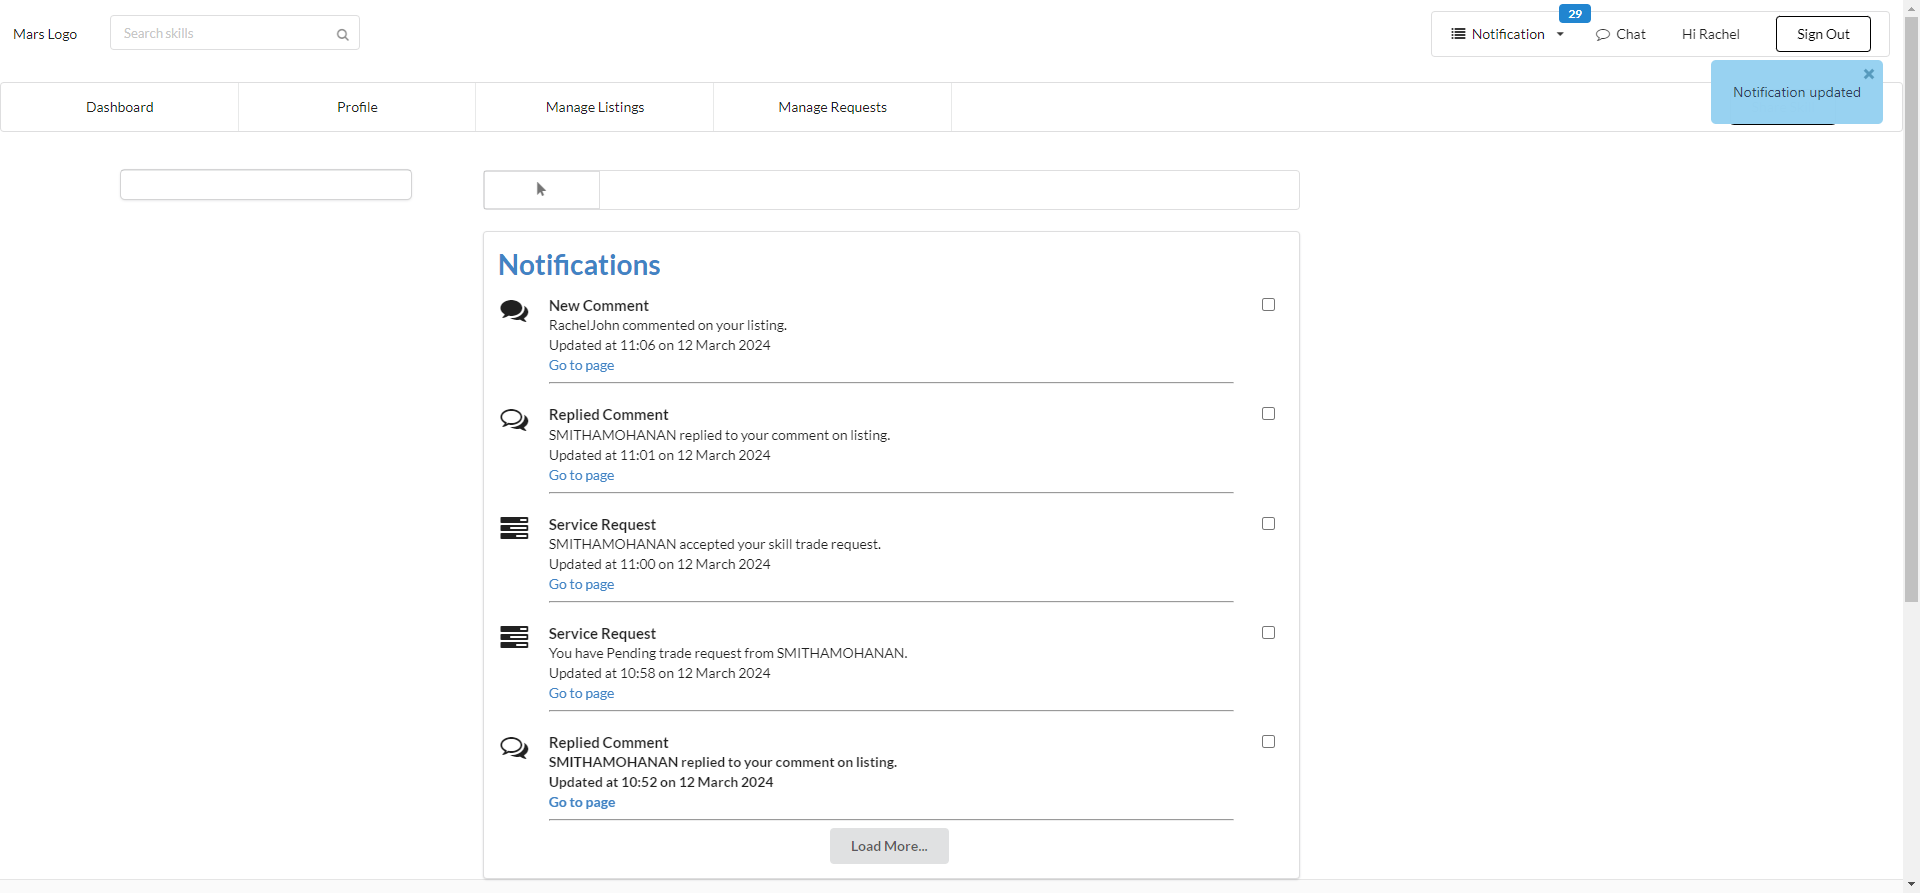 29
Mars Logo
Search skills
Notification
Chat
Hi Rachel
Sign Out
Notification updated
Dashboard
Profile
Manage Listings
Manage Requests
Notifications
New Comment
RachelJohn commented on your listing.
Updated at 11:06 on 12 March 2024
Go to page
Replied Comment
SMITHAMOHANAN replied to your comment on listing.
Updated at 11:01 on 12 March 2024
Go to page
Service Request
SMITHAMOHANAN accepted your skill trade request.
Updated at 11:00 on 12 March 2024
Go to page
Service Request
You have Pending trade request from SMITHAMOHANAN.
Updated at 10:58 on 12 March 2024
Go to page
Replied Comment
SMITHAMOHANAN replied to your comment on listing.
Updated at 10:52 on 12 March 2024
Go to page
Load More...